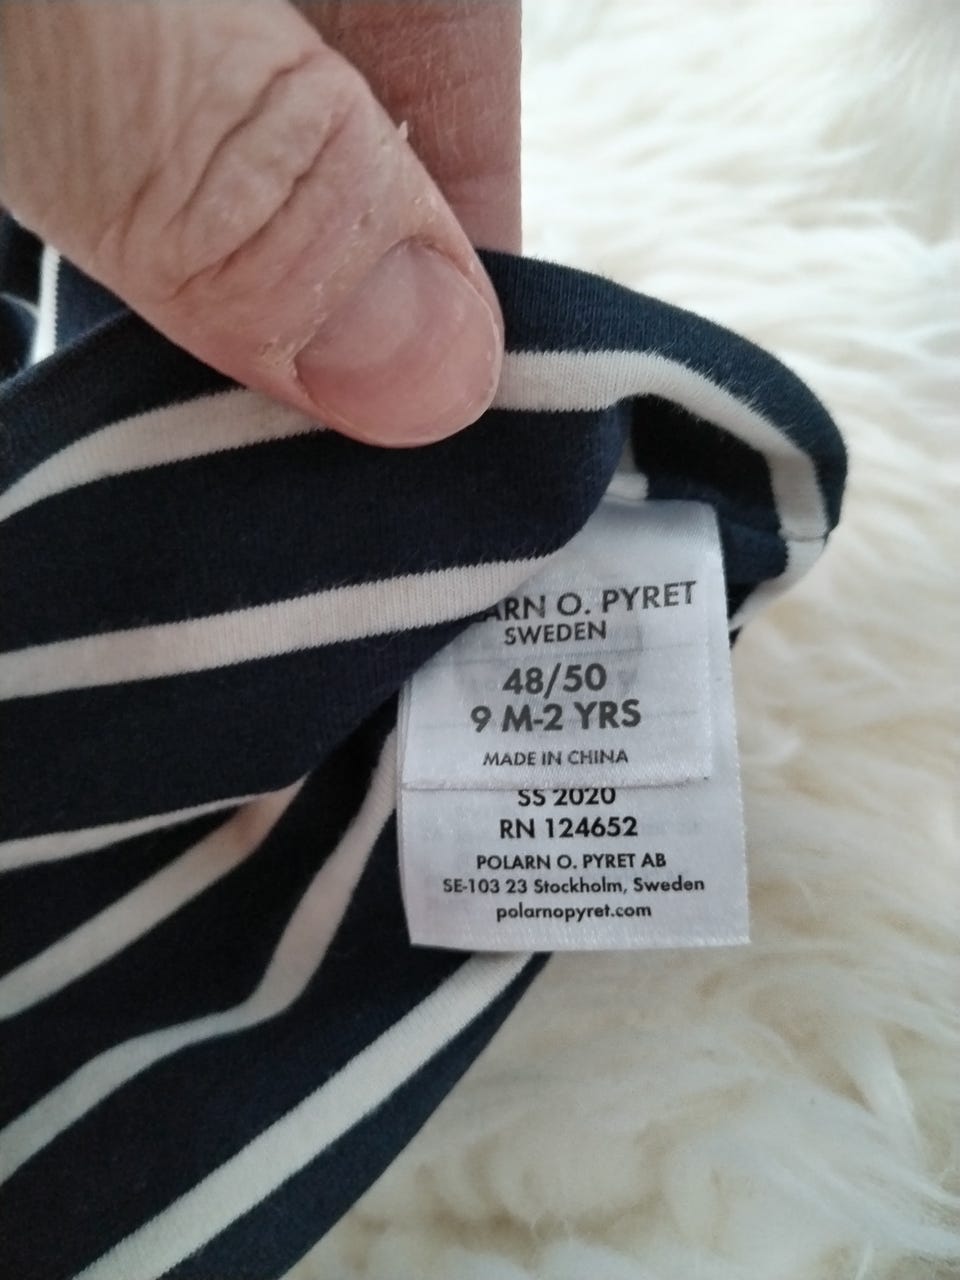 ARN O. PYRET
SWEDEN
48/50
9 M-2 YRS
MADE IN CHINA
SS 2020
RN 124652
POLARN O. PYRET AB
SE-103 23 Stockholm, Sweden
polarnopyret.com